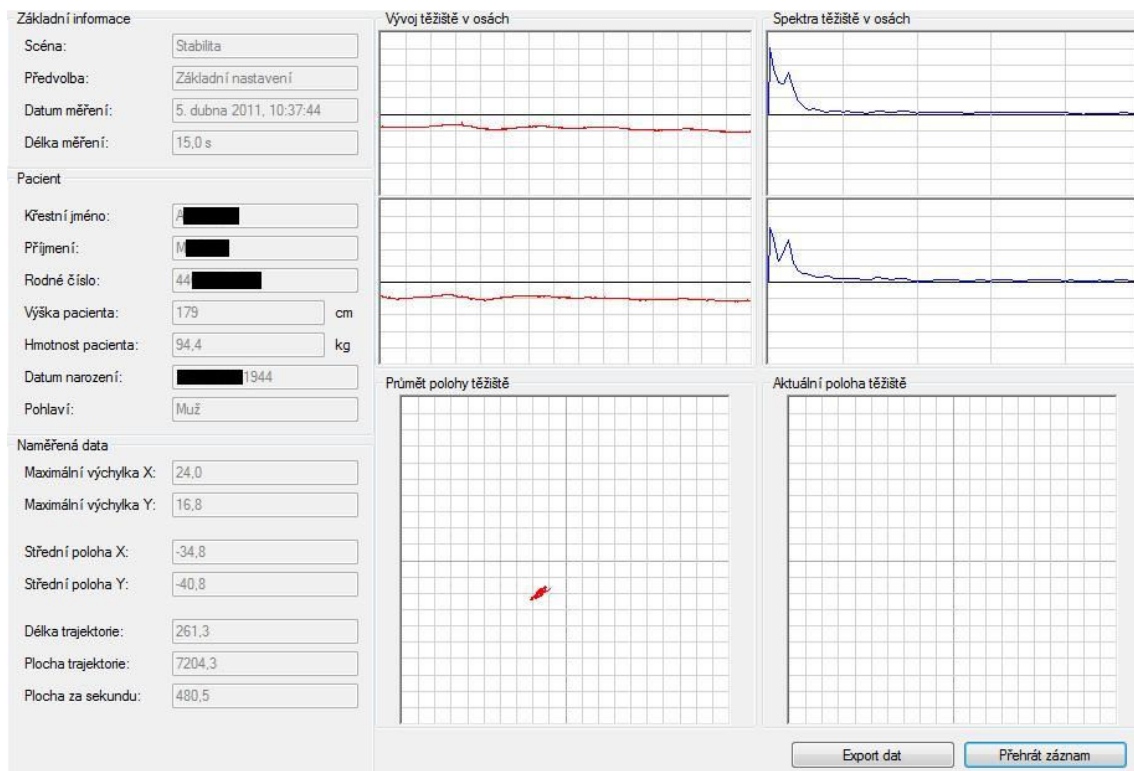 Základní informace
Scéna: Stabilita
Předvolba: Základní nastavení
Datum měření: 5. dubna 2011, 10:37:44
Délka měření: 15,0 s
Pacient
Křestní jméno: A
Příjmení: M
Rodné číslo: 44
Výška pacienta: 179 cm
Hmotnost pacienta: 94,4 kg
Datum narození: 1944
Pohlaví: Muž
Naměřená data
Maximální výchylka X: 24,0
Maximální výchylka Y: 16,8
Střední poloha X: -34,8
Střední poloha Y: -40,8
Délka trajektorie: 261,3
Plocha trajektorie: 7204,3
Plocha za sekundu: 480,5
Vývoj těžiště v osách
Spektra těžiště v osách
Průmět polohy těžiště
Aktuální poloha těžiště
Export dat
Přehrát záznam